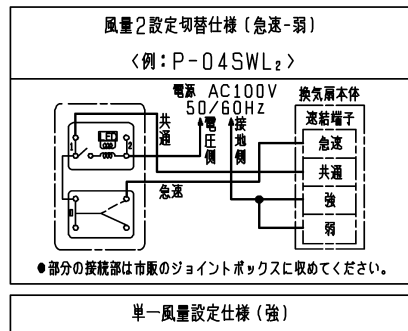 風量2設定切替仕様(急速-弱)
〈例:P-04SWL₂〉
電源 AC100V
50/60Hz
換気扇本体
速結端子
共通
電圧側
接地側
LED
1
2
急速
共通
強
弱
急速
●部分の接続部は市販のジョイントボックスに収めてください。
単一風量設定仕様(強)